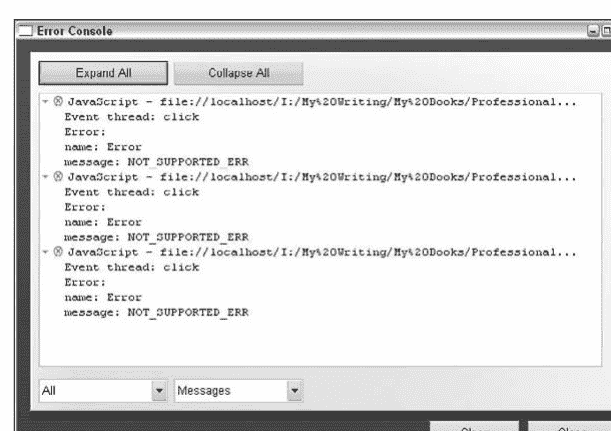 Error Console
Expand All
Collapse All
JavaScript - file://localhost/I:/My%20Writing/My%20Books/Professional...
Event thread: click
Error:
name: Error
message: NOT_SUPPORTED_ERR
JavaScript - file://localhost/I:/My%20Writing/My%20Books/Professional...
Event thread: click
Error:
name: Error
message: NOT_SUPPORTED_ERR
JavaScript - file://localhost/I:/My%20Writing/My%20Books/Professional...
Event thread: click
Error:
name: Error
message: NOT_SUPPORTED_ERR
All
Messages